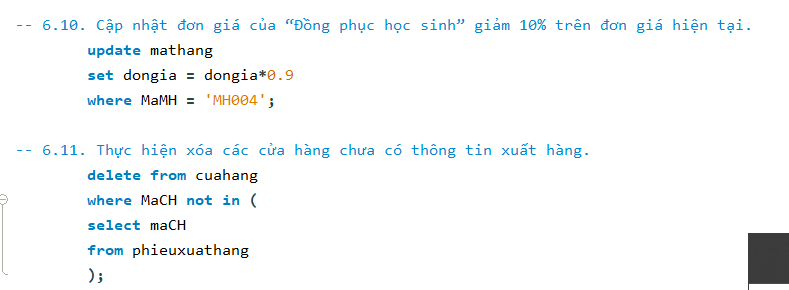 -- 6.10. Cập nhật đơn giá của “Đồng phục học sinh” giảm 10% trên đơn giá hiện tại.
update mathang
set dongia = dongia*0.9
where MaMH = 'MH004';
-- 6.11. Thực hiện xóa các cửa hàng chưa có thông tin xuất hàng.
delete from cuahang
where MaCH not in (
select maCH
from phieuxuathang
);